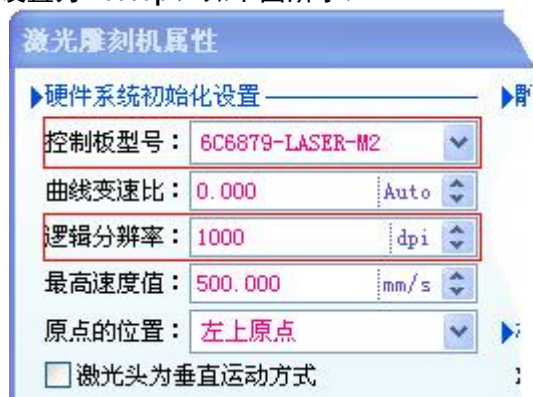 激光雕刻机属性
硬件系统初始化设置
控制板型号： 6C6879-LASER-M2
曲线变速比： 0.000 Auto
逻辑分辨率： 1000 dpi
最高速度值： 500.000 mm/s
原点的位置： 左上原点
激光头为垂直运动方式